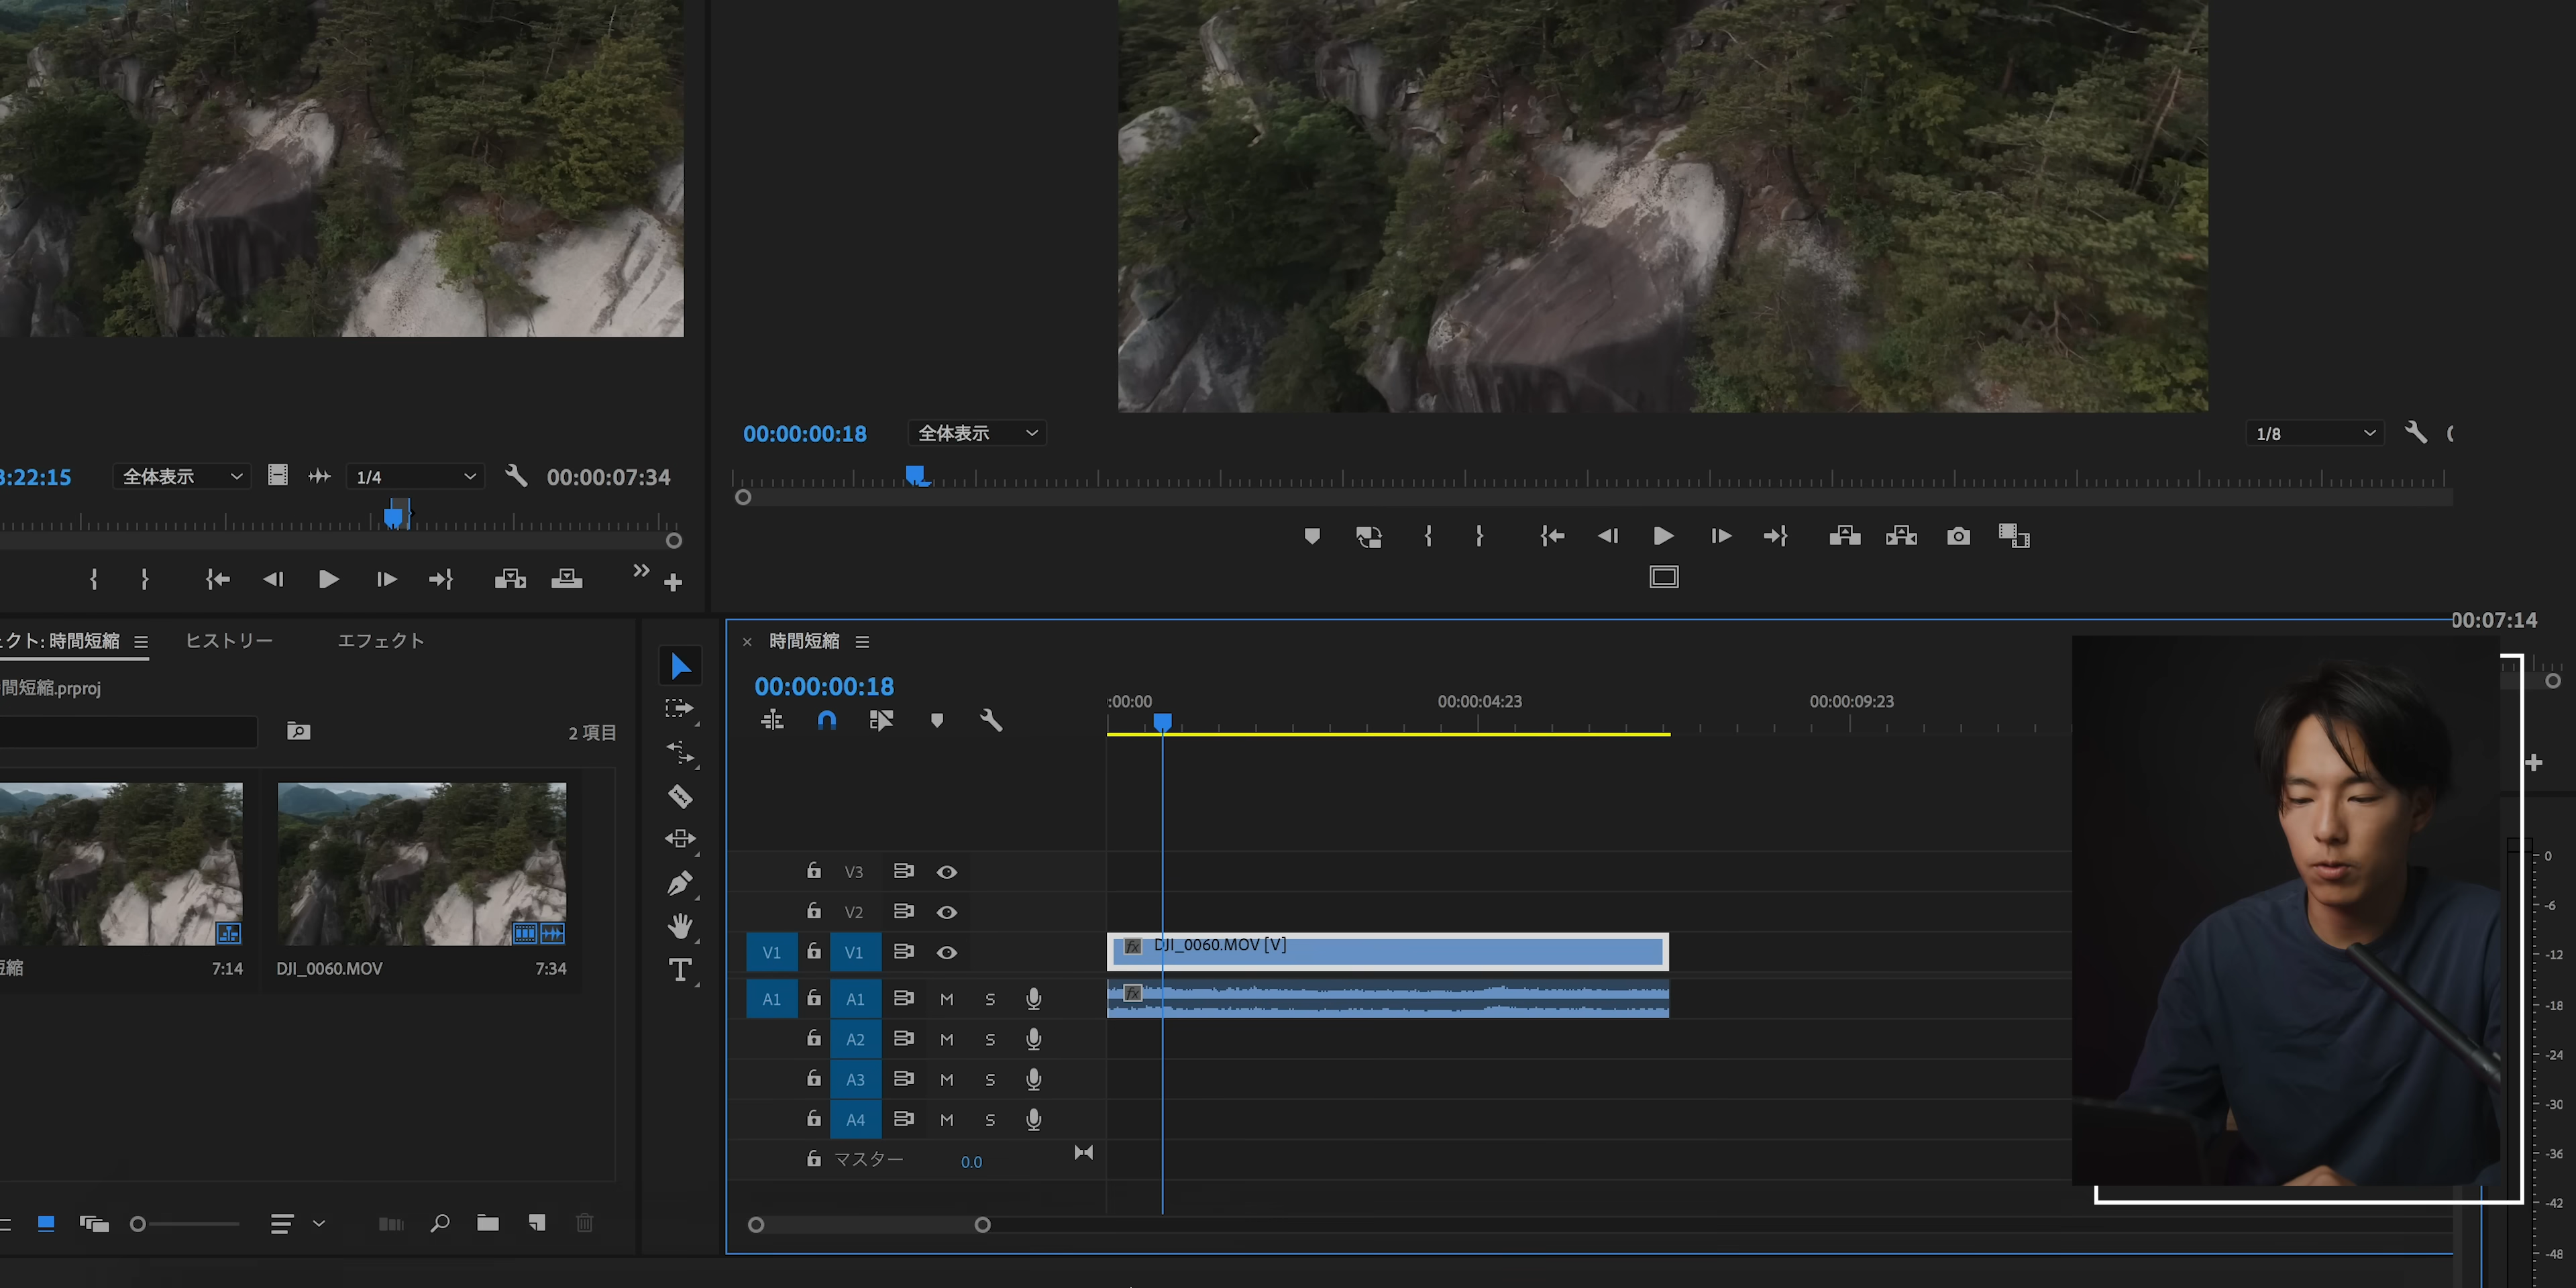 00:00:00:18 全体表示 1/8
3:22:15 全体表示 1/4 00:00:07:34
00:07:14
クト: 時間短縮 ヒストリー エフェクト
間短縮.prproj
2 項目
縮 7:14 DJI_0060.MOV 7:34
× 時間短縮
00:00:00:18
:00:00 00:00:04:23 00:00:09:23
V3
V2
V1 V1 fx DJI_0060.MOV [V]
A1 A1 M S fx
A2 M S
A3 M S
A4 M S
マスター 0.0
0
-6
-12
-18
-24
-30
-36
-42
-48